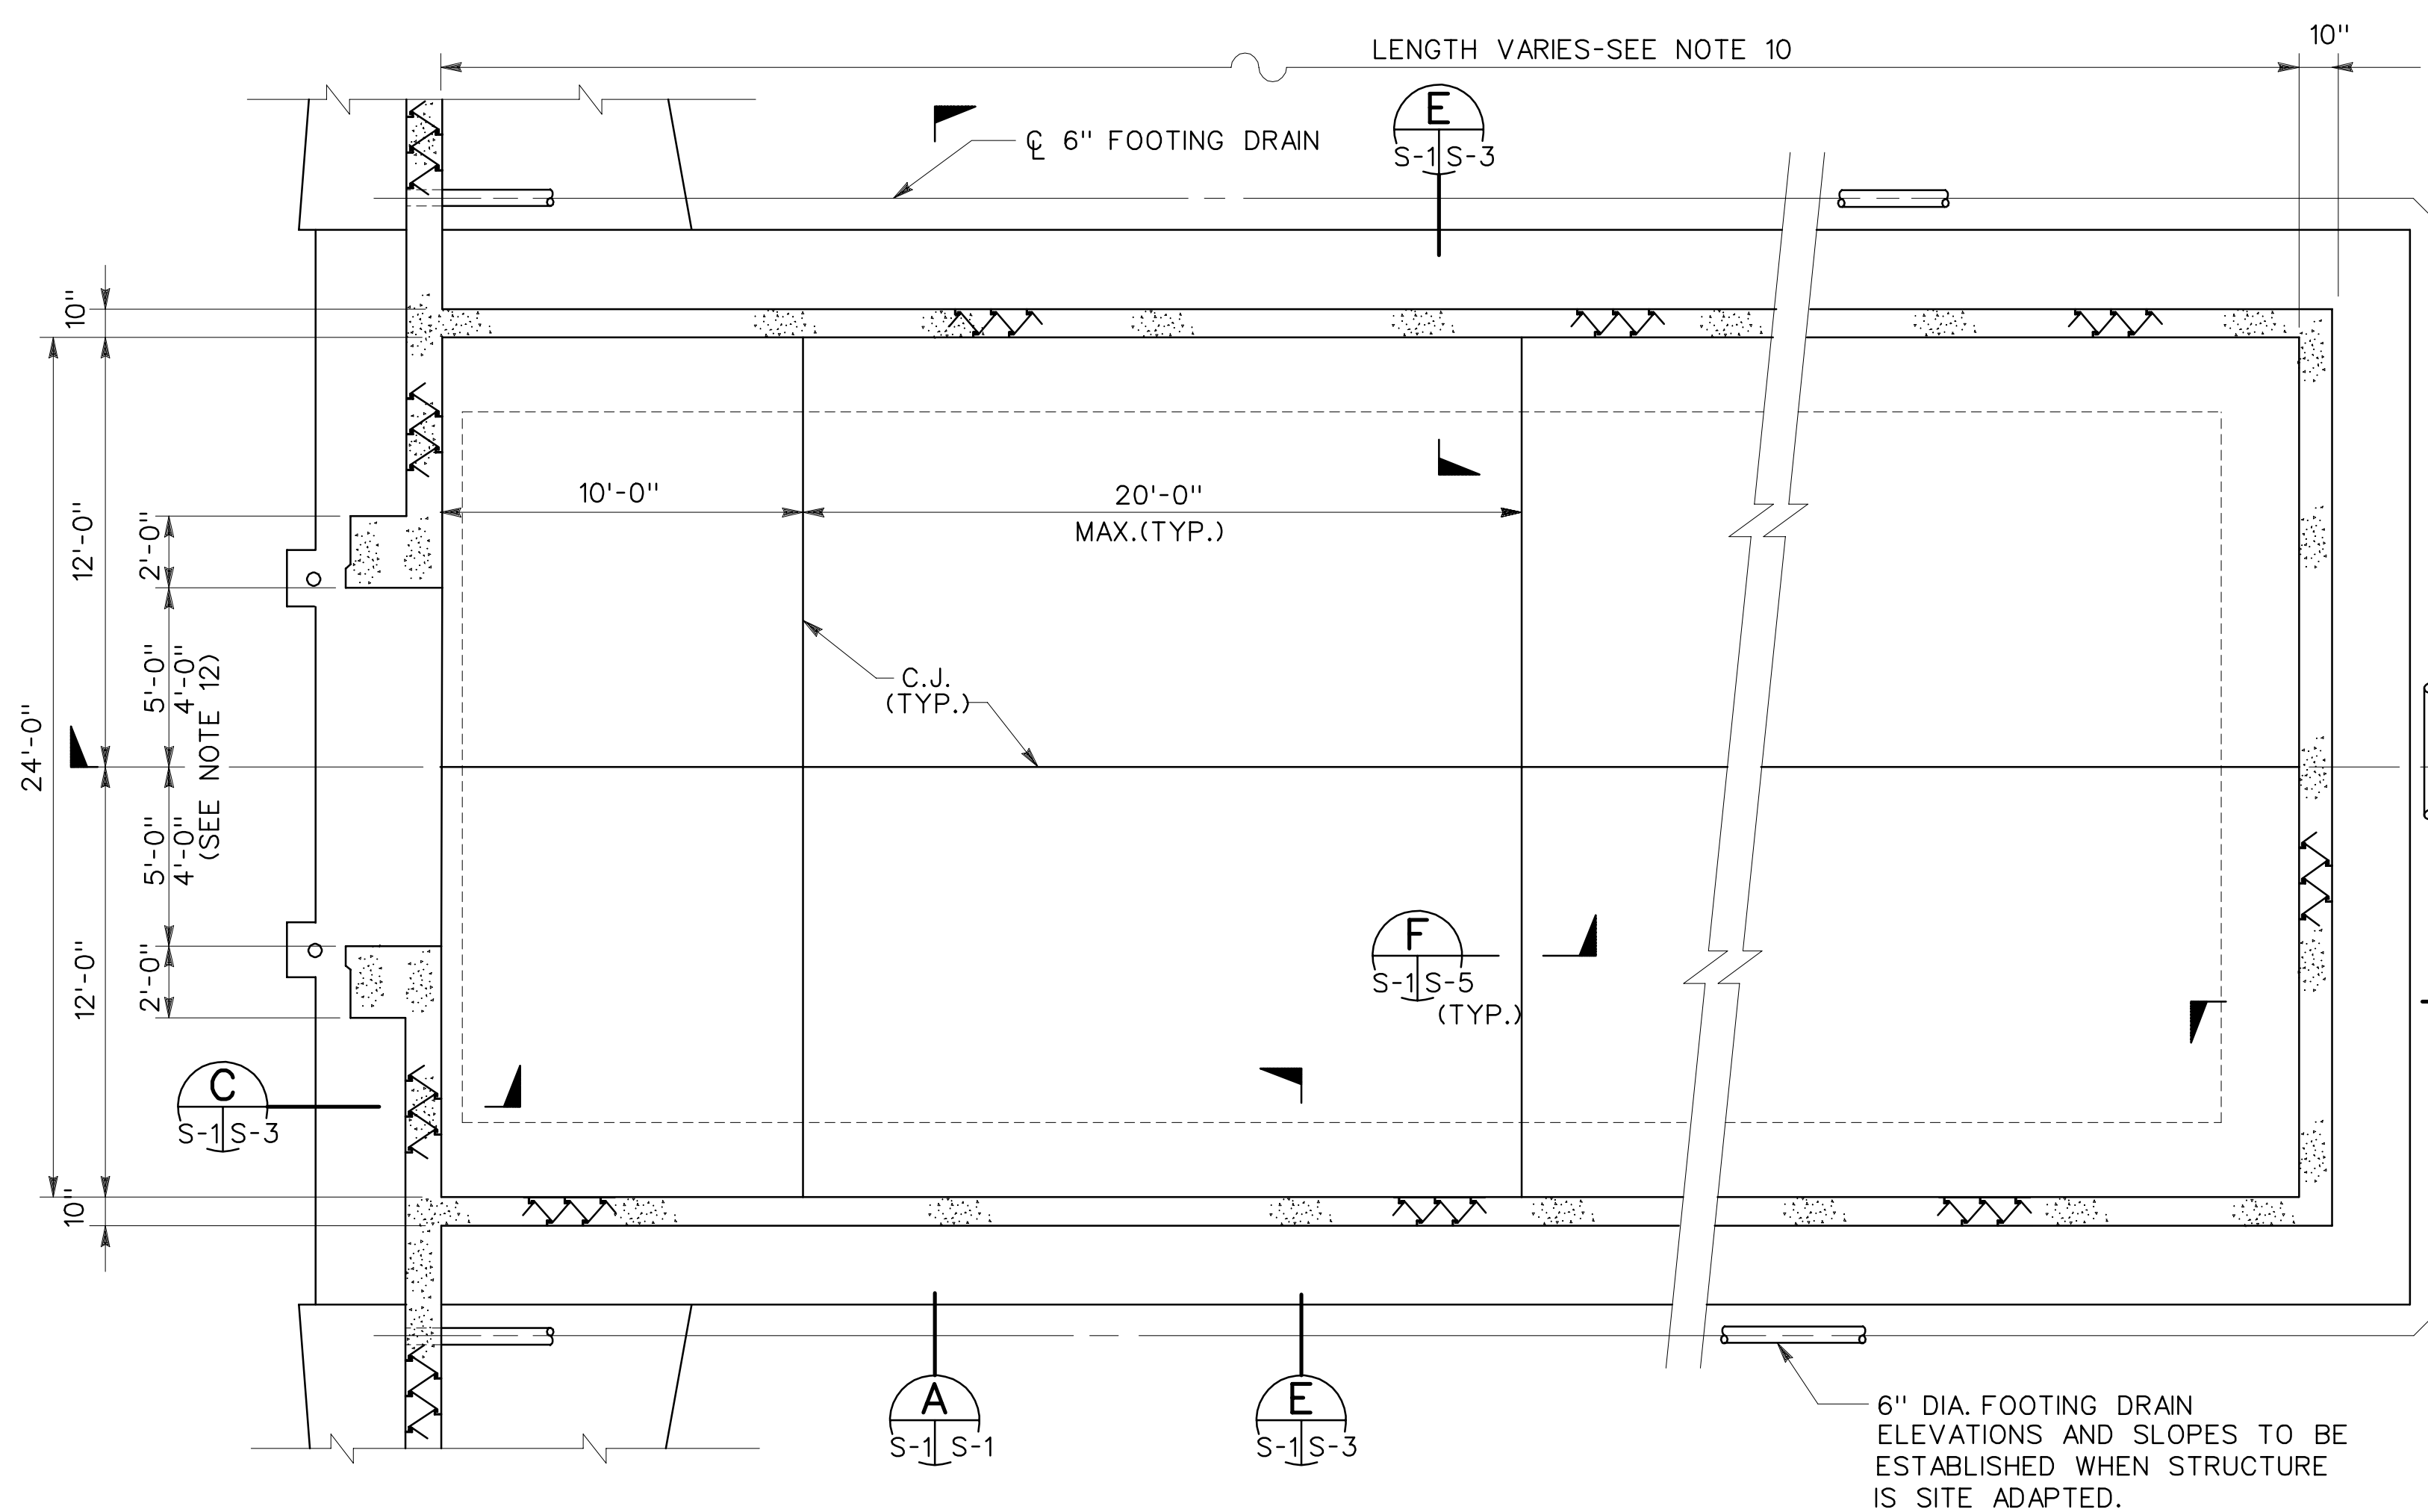 LENGTH VARIES-SEE NOTE 10
10"
E
S-1 S-3
℄ 6" FOOTING DRAIN
10"
12'-0"
2'-0"
10'-0"
20'-0"
MAX.(TYP.)
5'-0"
4'-0"
(SEE NOTE 12)
C.J.
(TYP.)
24'-0"
5'-0"
4'-0"
12'-0"
2'-0"
F
S-1 S-5
(TYP.)
C
S-1 S-3
10"
A
S-1 S-1
E
S-1 S-3
6" DIA. FOOTING DRAIN
ELEVATIONS AND SLOPES TO BE
ESTABLISHED WHEN STRUCTURE
IS SITE ADAPTED.